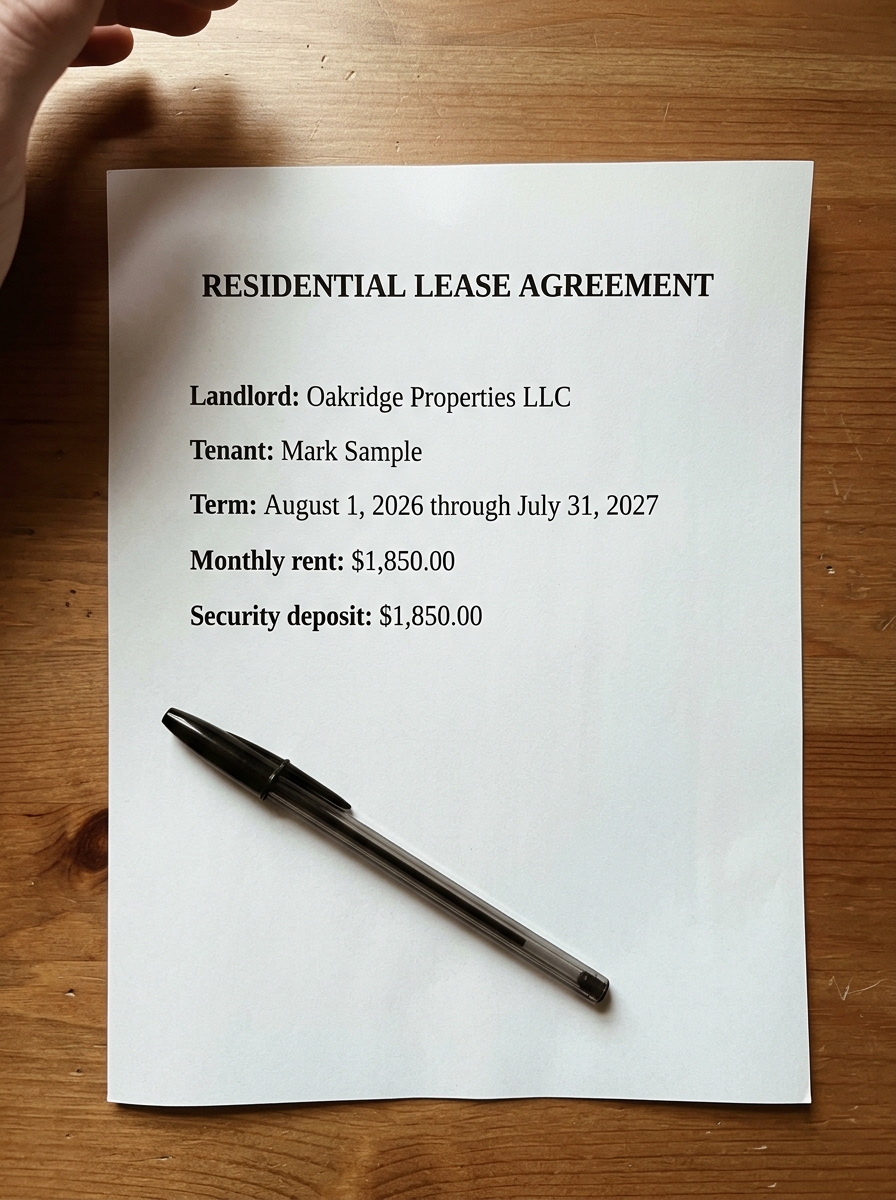 RESIDENTIAL LEASE AGREEMENT
Landlord: Oakridge Properties LLC
Tenant: Mark Sample
Term: August 1, 2026 through July 31, 2027
Monthly rent: $1,850.00
Security deposit: $1,850.00